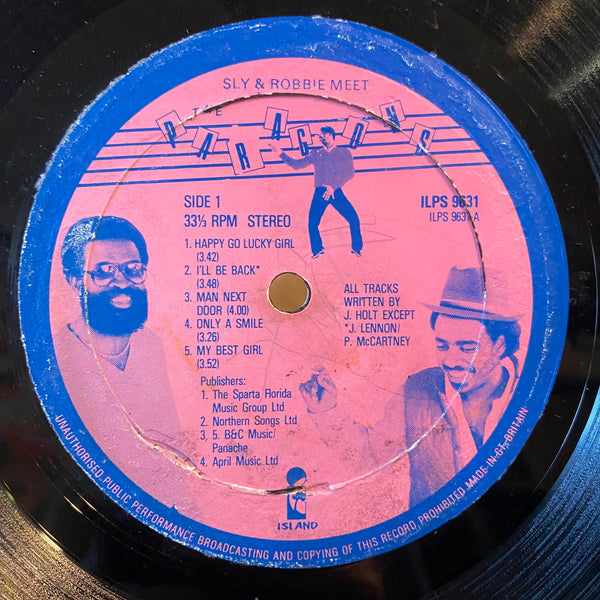 SLY & ROBBIE MEET
THE
PARAGONS
SIDE 1
33⅓ RPM STEREO
ILPS 9631
ILPS 9631-A
1. HAPPY GO LUCKY GIRL
(3.42)
2. I'LL BE BACK*
(3.48)
3. MAN NEXT
DOOR (4.00)
4. ONLY A SMILE
(3.26)
5. MY BEST GIRL
(3.52)
ALL TRACKS
WRITTEN BY
J. HOLT EXCEPT
*J. LENNON/
P. McCARTNEY
Publishers:
1. The Sparta Florida
Music Group Ltd
2. Northern Songs Ltd
3, 5. B&C Music/
Panache
4. April Music Ltd
ISLAND
UNAUTHORISED PUBLIC PERFORMANCE BROADCASTING AND COPYING OF THIS RECORD PROHIBITED MADE IN GT. BRITAIN